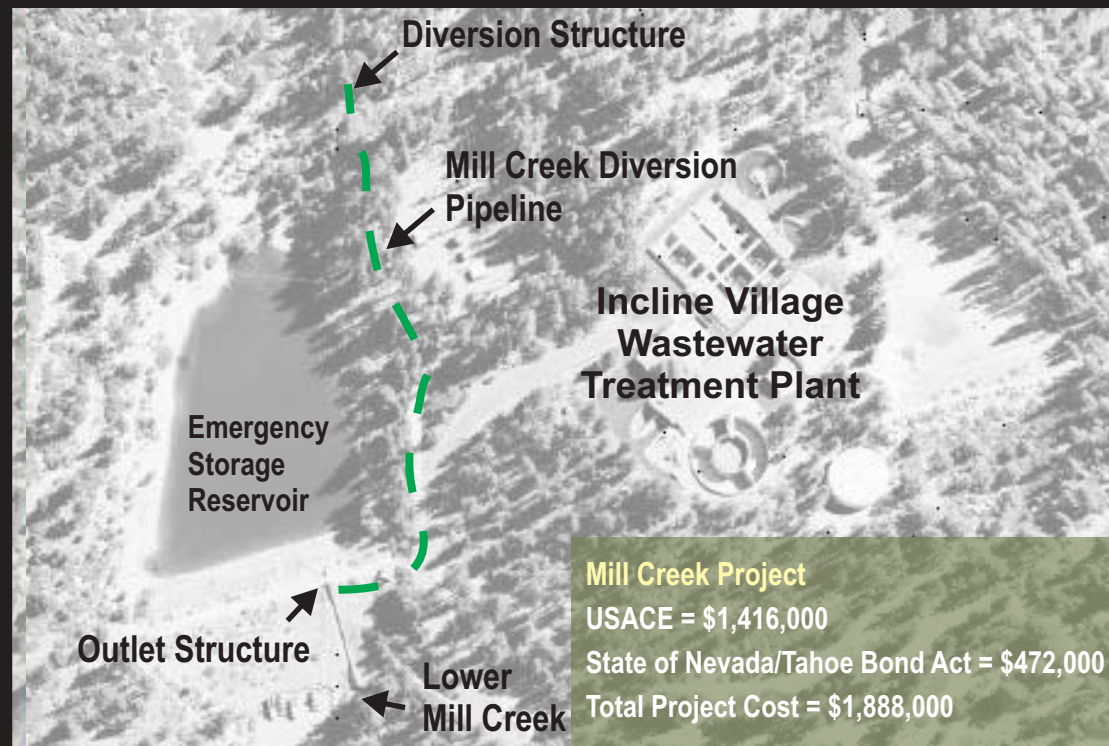 Diversion Structure
Mill Creek Diversion
Pipeline
Incline Village
Wastewater
Treatment Plant
Emergency
Storage
Reservoir
Outlet Structure
Lower
Mill Creek
Mill Creek Project
USACE = $1,416,000
State of Nevada/Tahoe Bond Act = $472,000
Total Project Cost = $1,888,000